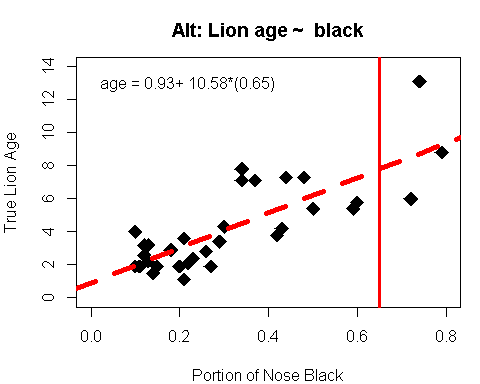 Alt: Lion age ~ black
age = 0.93+ 10.58*(0.65)
True Lion Age
14
12
10
8
6
4
2
0
0.0 0.2 0.4 0.6 0.8
Portion of Nose Black